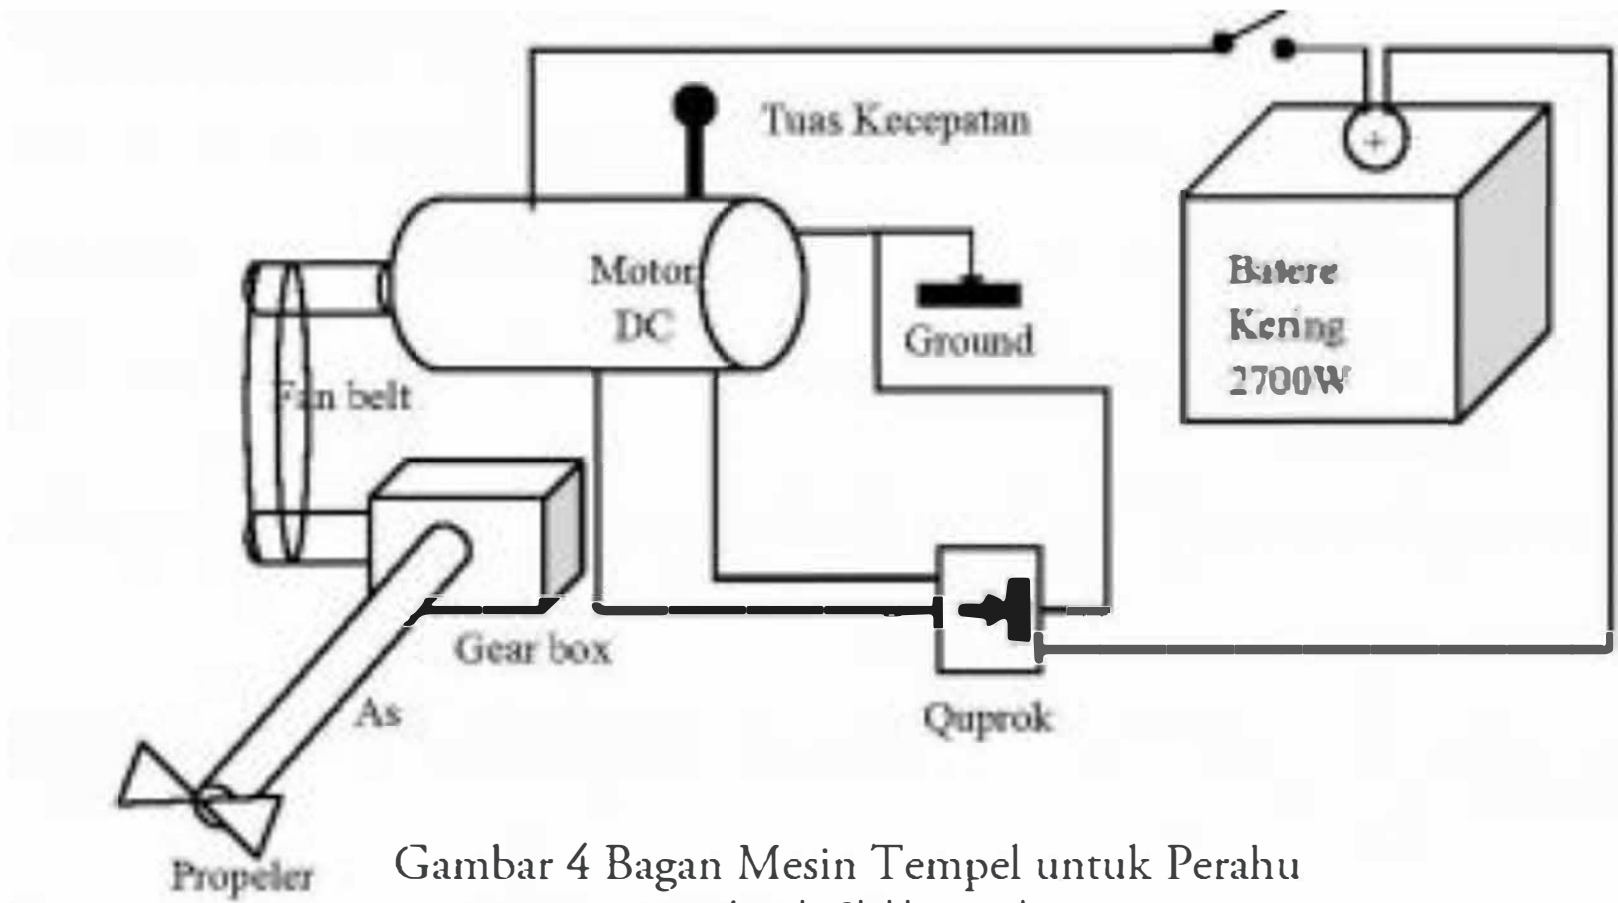 Tuas Kecepatan
+
Motor
DC
Batere
Kering
2700W
Ground
Fan belt
Gear box
As
Quprok
Propeler
Gambar 4 Bagan Mesin Tempel untuk Perahu